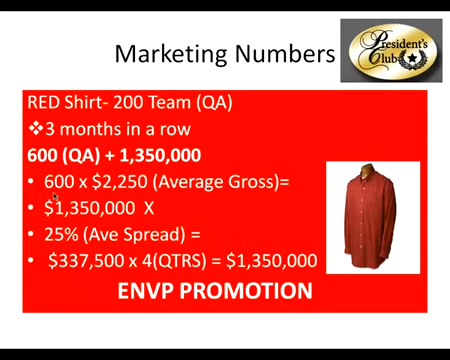 Marketing Numbers
President's
Club
RED Shirt- 200 Team (QA)
❖3 months in a row
600 (QA) + 1,350,000
• 600 x $2,250 (Average Gross)=
• $1,350,000 X
• 25% (Ave Spread) =
• $337,500 x 4(QTRS) = $1,350,000
ENVP PROMOTION